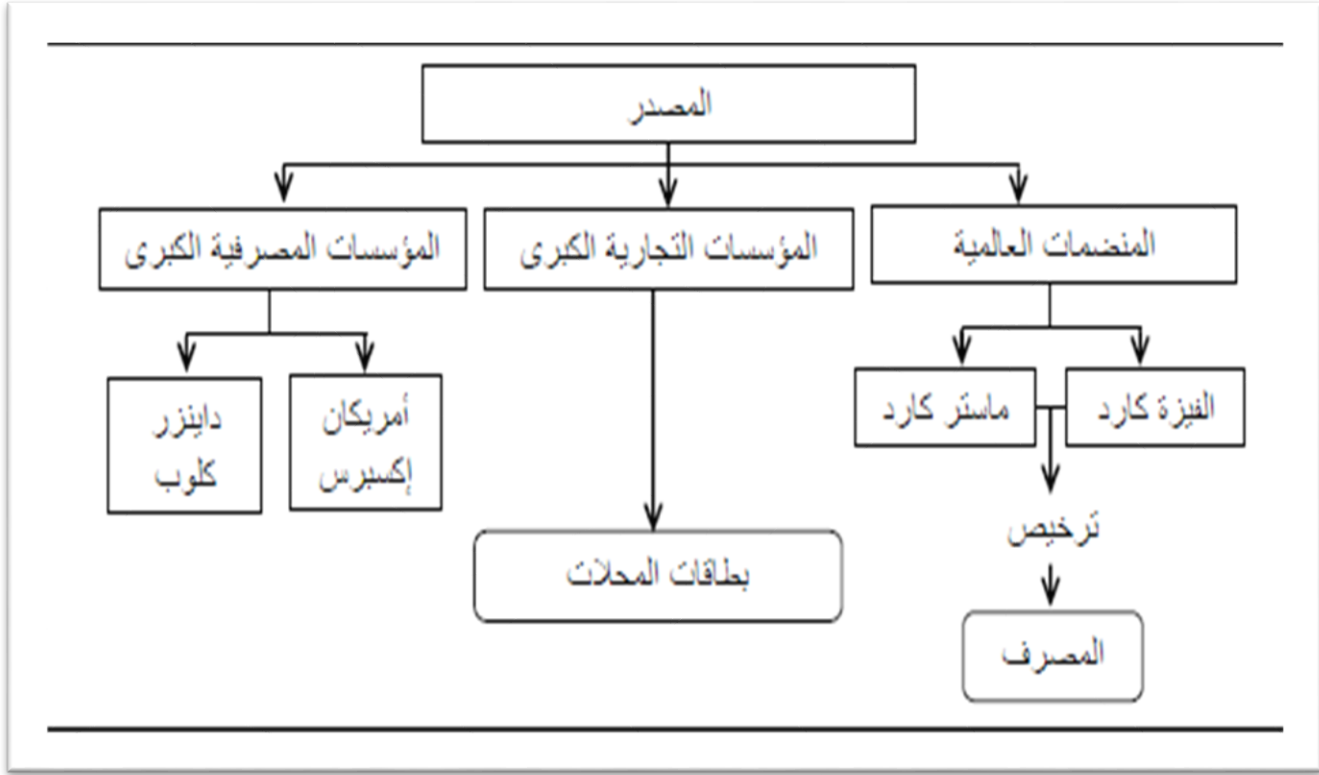 المصدر
المنضمات العالمية
المؤسسات التجارية الكبرى
المؤسسات المصرفية الكبرى
الفيزة كارد
ماستر كارد
أمريكان
إكسبرس
داينزر
كلوب
ترخيص
بطاقات المحلات
المصرف